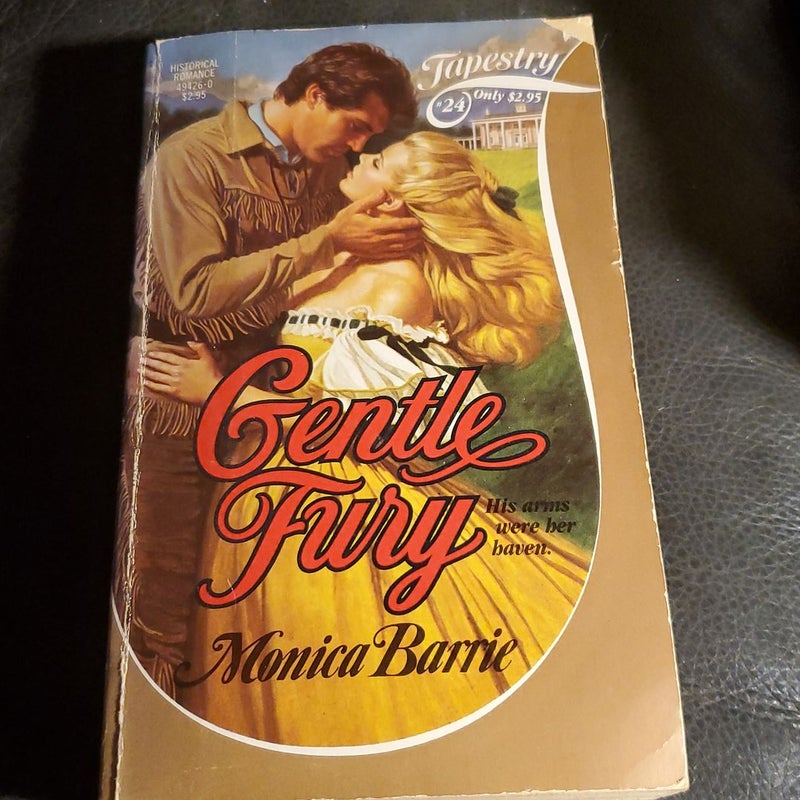 HISTORICAL
ROMANCE
49426-0
$2.95
Tapestry
#24 Only $2.95
Gentle
Fury
His arms
were her
haven.
Monica Barrie